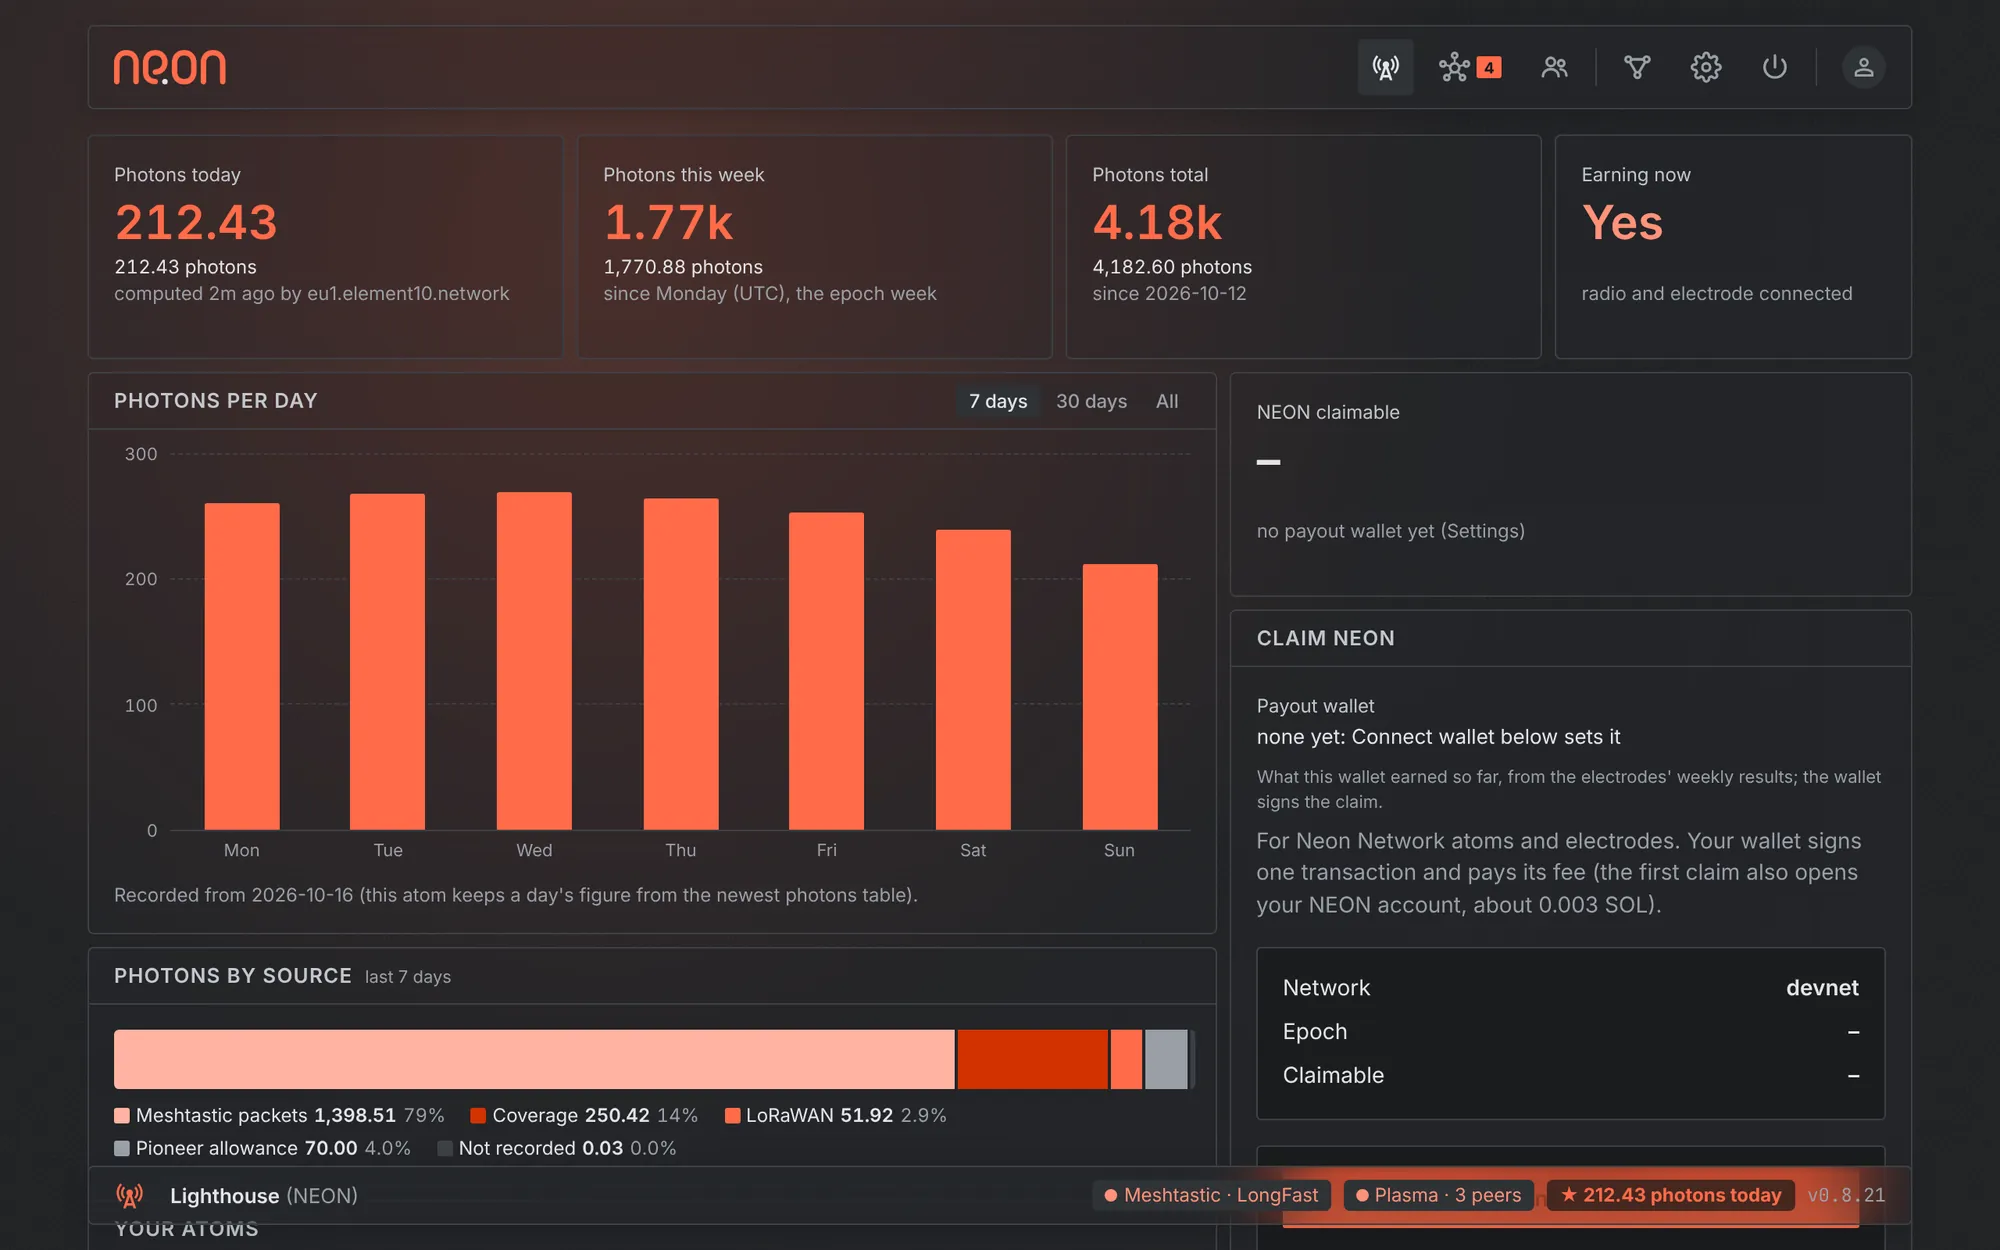 neon
4
Photons today
212.43
212.43 photons
computed 2m ago by eu1.element10.network
Photons this week
1.77k
1,770.88 photons
since Monday (UTC), the epoch week
Photons total
4.18k
4,182.60 photons
since 2026-10-12
Earning now
Yes
radio and electrode connected
PHOTONS PER DAY
7 days 30 days All
300
200
100
0
Mon Tue Wed Thu Fri Sat Sun
Recorded from 2026-10-16 (this atom keeps a day's figure from the newest photons table).
NEON claimable
–
no payout wallet yet (Settings)
CLAIM NEON
Payout wallet
none yet: Connect wallet below sets it
What this wallet earned so far, from the electrodes' weekly results; the wallet
signs the claim.
For Neon Network atoms and electrodes. Your wallet signs
one transaction and pays its fee (the first claim also opens
your NEON account, about 0.003 SOL).
Network devnet
Epoch –
Claimable –
PHOTONS BY SOURCE last 7 days
Meshtastic packets 1,398.51 79% Coverage 250.42 14% LoRaWAN 51.92 2.9%
Pioneer allowance 70.00 4.0% Not recorded 0.03 0.0%
Lighthouse (NEON)
Meshtastic · LongFast Plasma · 3 peers ★ 212.43 photons today v0.8.21
YOUR ATOMS